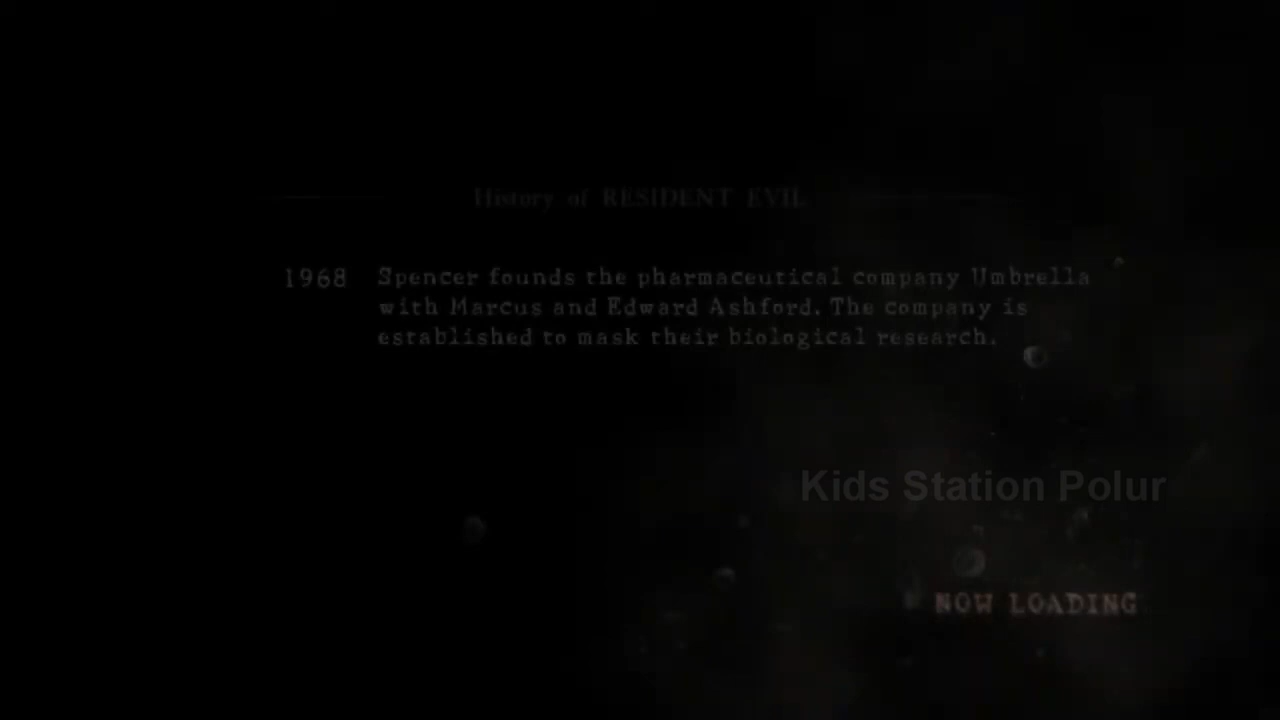 History of RESIDENT EVIL
1968 Spencer founds the pharmaceutical company Umbrella
with Marcus and Edward Ashford. The company is
established to mask their biological research.
Kids Station Polur
NOW LOADING